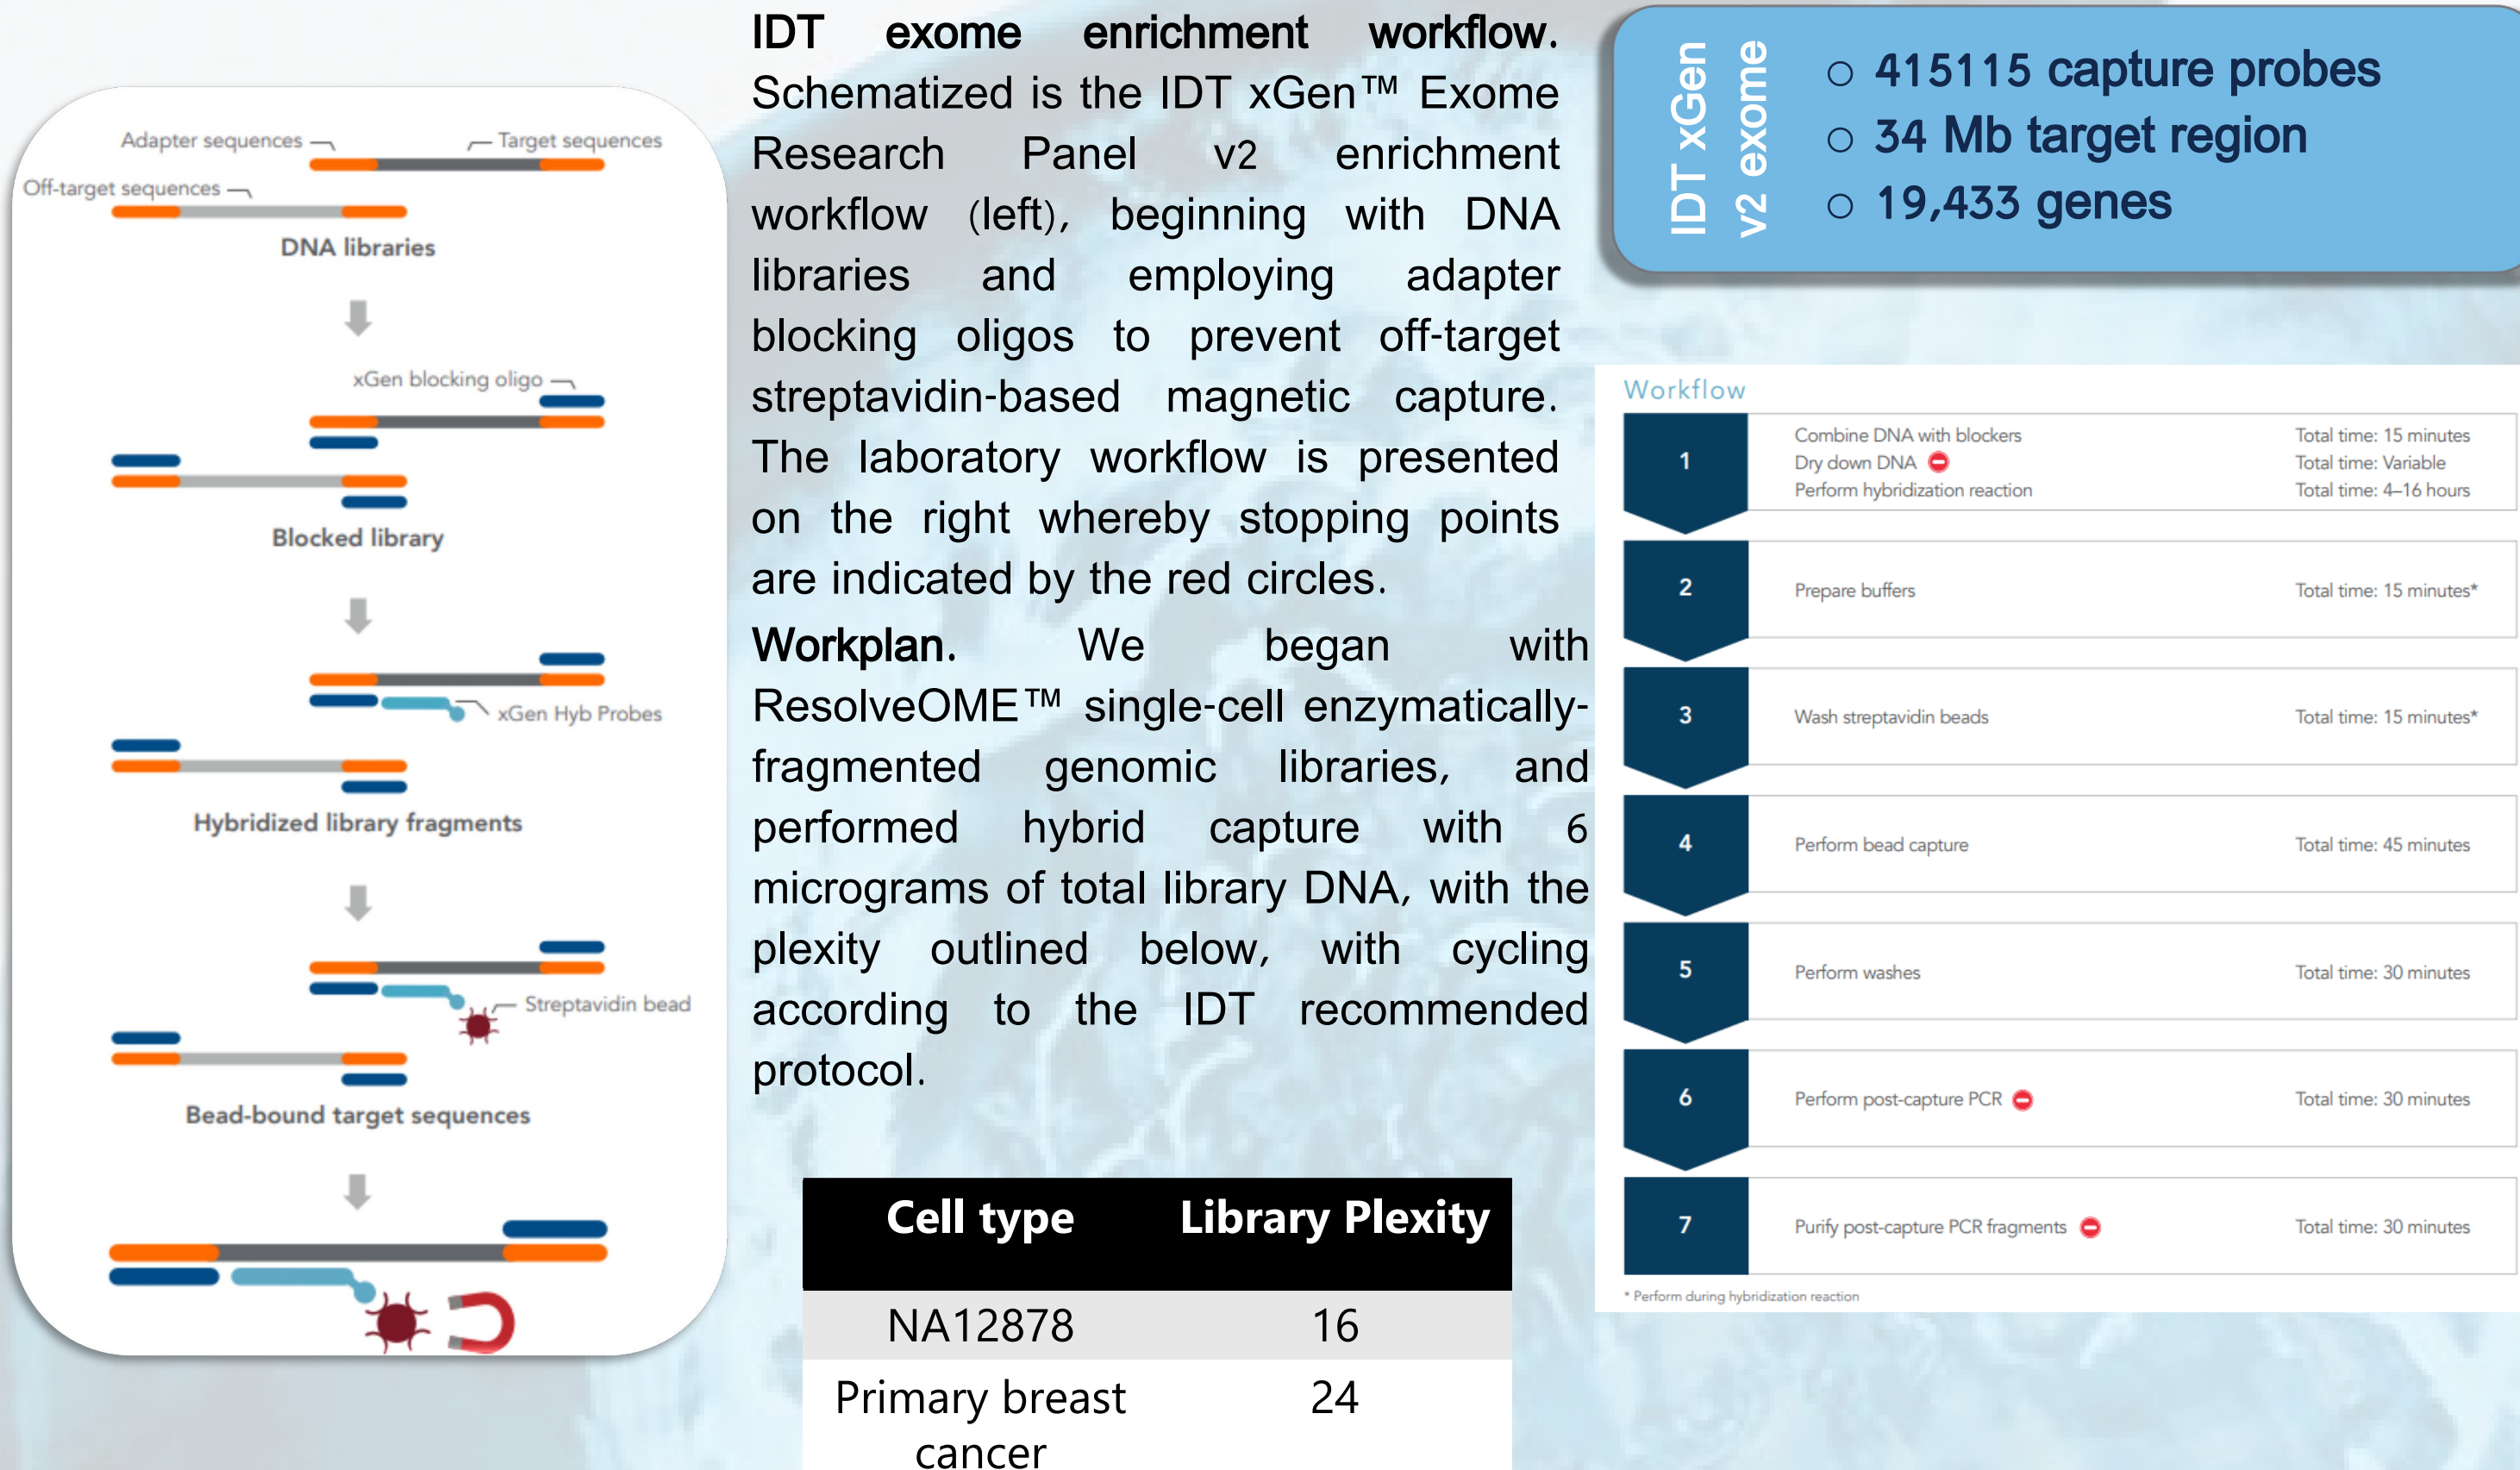 Adapter sequences
Target sequences
Off-target sequences
DNA libraries
xGen blocking oligo
Blocked library
xGen Hyb Probes
Hybridized library fragments
Streptavidin bead
Bead-bound target sequences
IDT exome enrichment workflow.
Schematized is the IDT xGen™ Exome
Research Panel v2 enrichment
workflow (left), beginning with DNA
libraries and employing adapter
blocking oligos to prevent off-target
streptavidin-based magnetic capture.
The laboratory workflow is presented
on the right whereby stopping points
are indicated by the red circles.
Workplan. We began with
ResolveOME™ single-cell enzymatically-
fragmented genomic libraries, and
performed hybrid capture with 6
micrograms of total library DNA, with the
plexity outlined below, with cycling
according to the IDT recommended
protocol.
Cell type Library Plexity
NA12878 16
Primary breast 24
cancer
IDT xGen
v2 exome
○ 415115 capture probes
○ 34 Mb target region
○ 19,433 genes
Workflow
1
Combine DNA with blockers Total time: 15 minutes
Dry down DNA Total time: Variable
Perform hybridization reaction Total time: 4–16 hours
2 Prepare buffers Total time: 15 minutes*
3 Wash streptavidin beads Total time: 15 minutes*
4 Perform bead capture Total time: 45 minutes
5 Perform washes Total time: 30 minutes
6 Perform post-capture PCR Total time: 30 minutes
7 Purify post-capture PCR fragments Total time: 30 minutes
* Perform during hybridization reaction